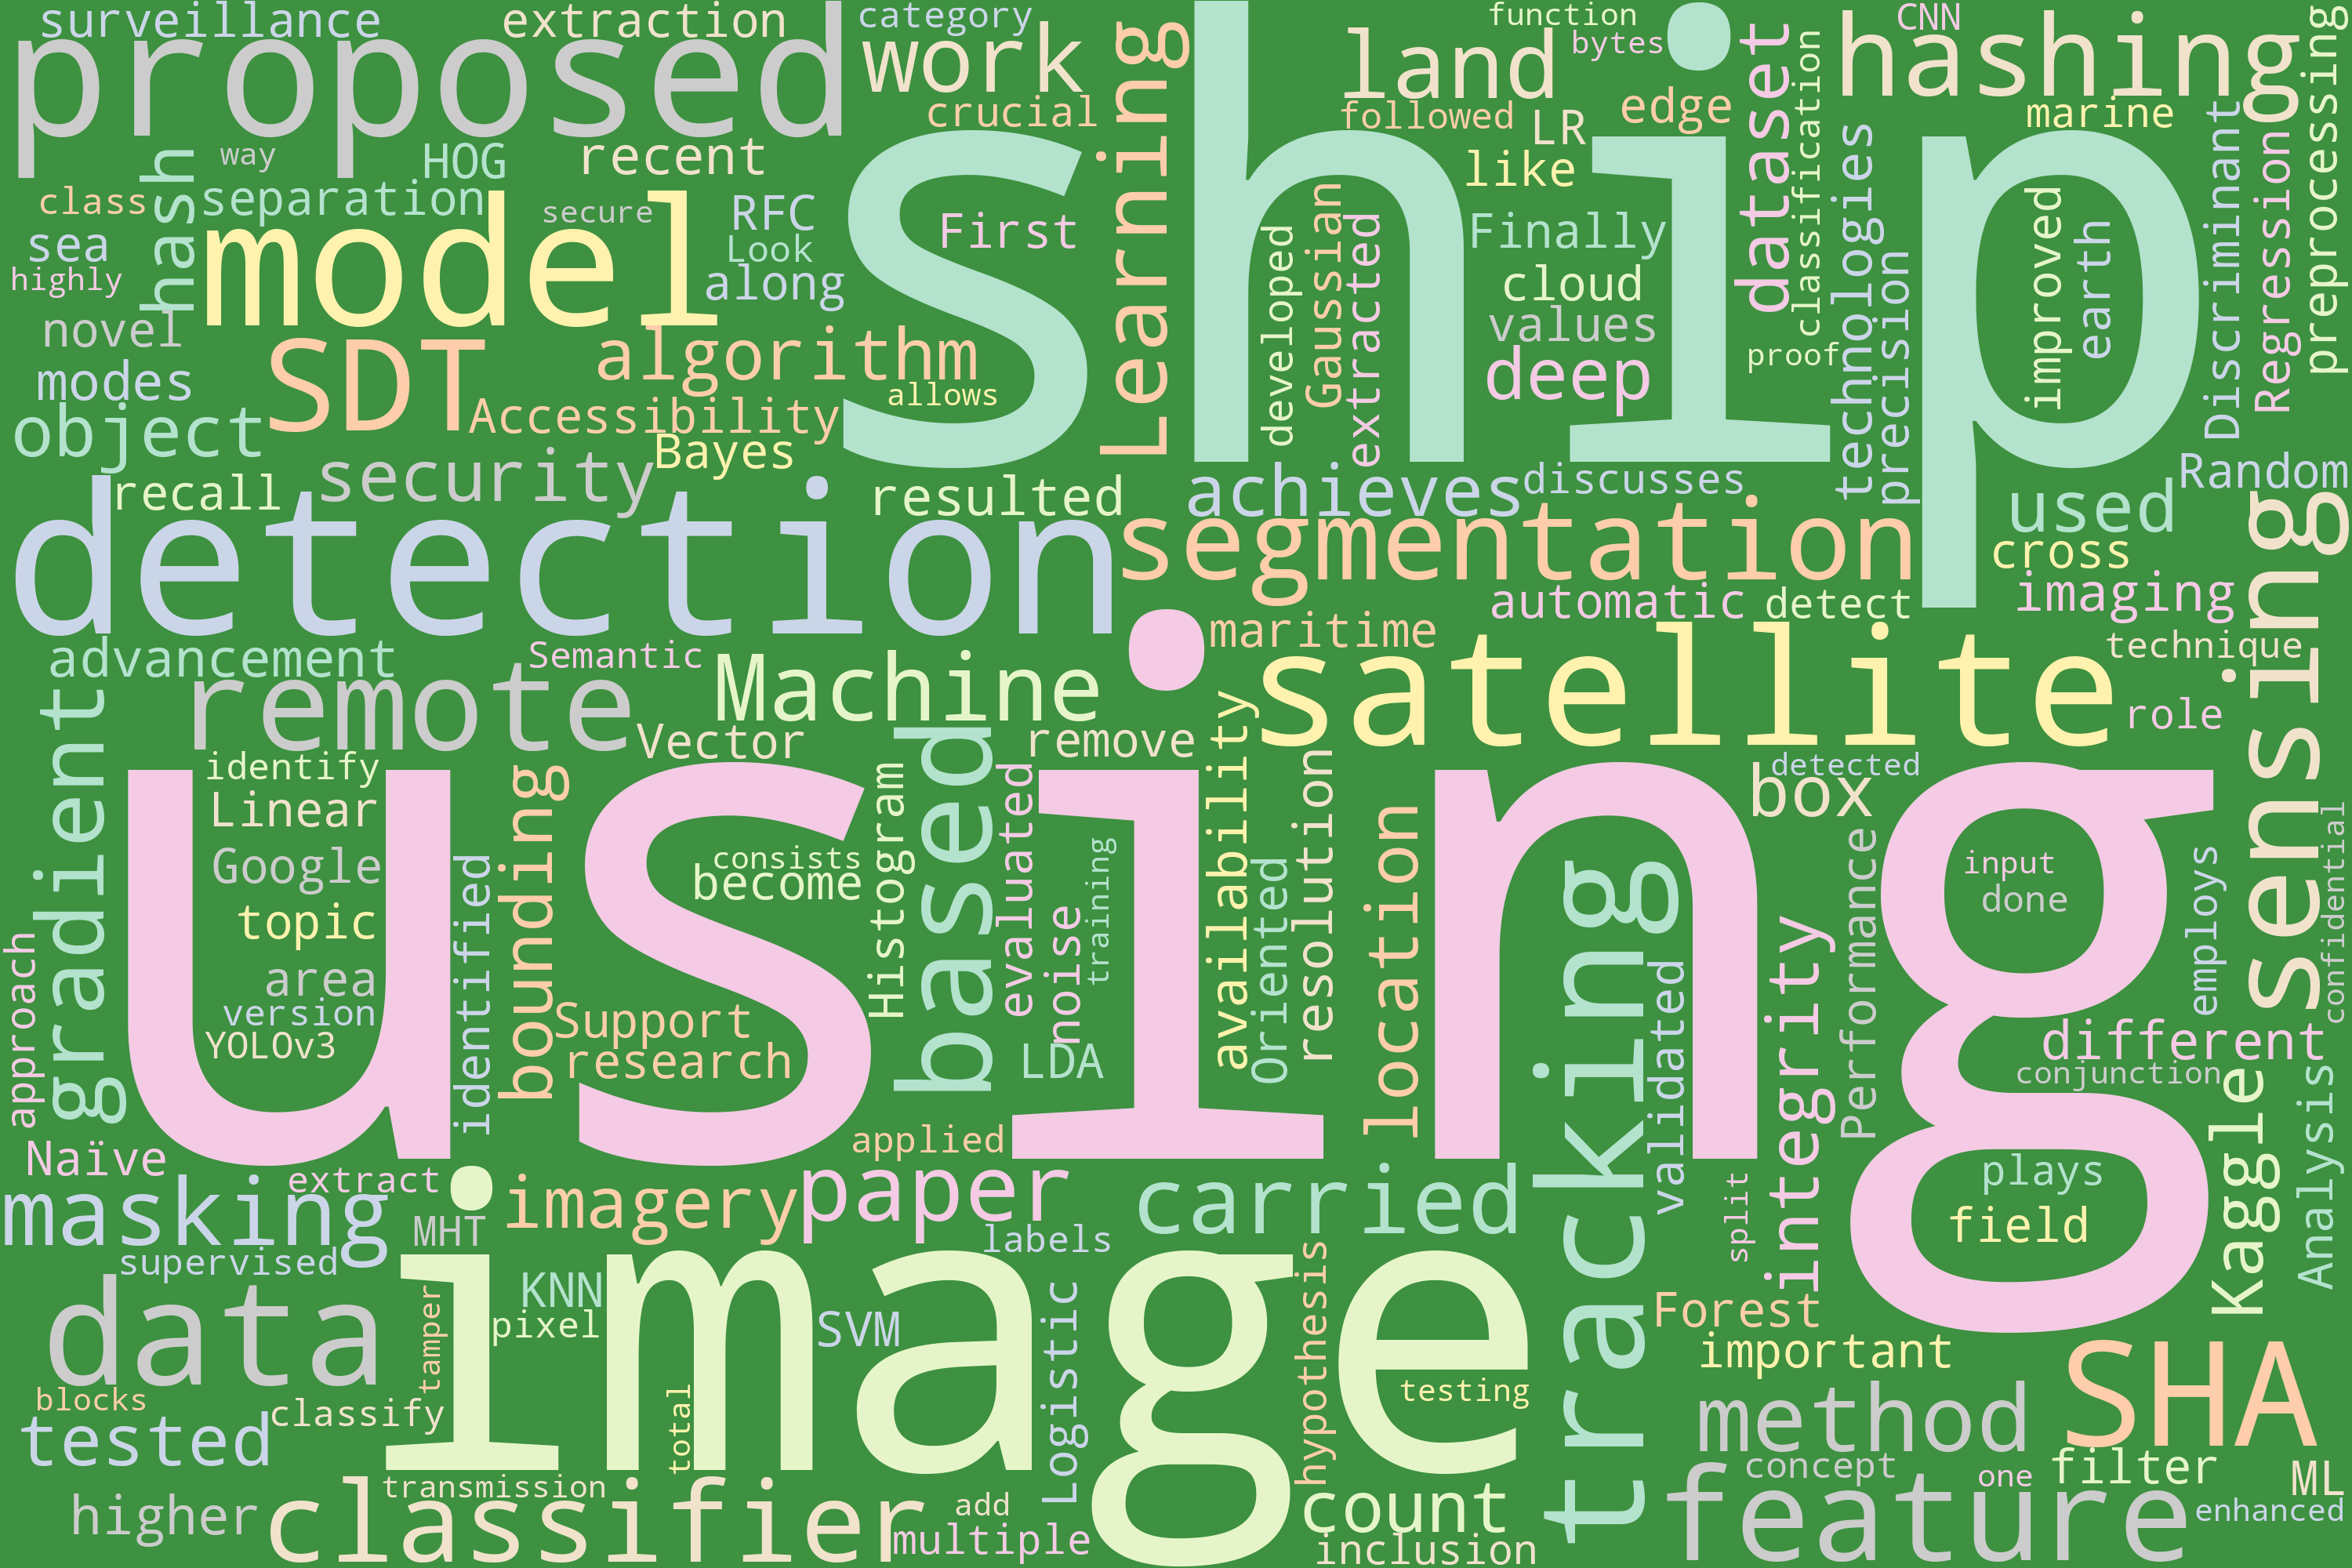 surveillance
extraction
category
function
CNN
proposed
work
Learning
ship
land
bytes
dataset
hashing
preprocessing
crucial
followed
LR
edge
classification
marine
way
HOG
recent
like
technologies
Discriminant
Regression
hash
class
separation
secure
RFC
First
Gaussian
extracted
Finally
improved
earth
sea
model
Look
developed
precision
highly
along
cloud
novel
SDT
algorithm
values
proof
modes
allows
deep
object
Accessibility
Bayes
security
recall
resulted
achieves
discusses
used
Random
detection
segmentation
cross
sensing
automatic
detect
imaging
maritime
advancement
Semantic
Machine
satellite
technique
gradient
remote
Vector
based
remove
availability
resolution
role
identify
bounding
using
Histogram
evaluated
detected
box
Linear
location
tracking
Performance
confidential
Google
identified
consists
become
training
Oriented
input
employs
done
topic
noise
integrity
approach
area
validated
version
Support
different
YOLOv3
research
LDA
conjunction
Kaggle
Analysis
Naïve
applied
extract
paper
carried
plays
split
masking
imagery
MHT
labels
field
supervised
hypothesis
data
image
tamper
KNN
pixel
SVM
Logistic
Forest
important
SHA
blocks
total
testing
tested
classify
method
transmission
concept
one
filter
ML
higher
classifier
add
multiple
count
inclusion
feature
enhanced